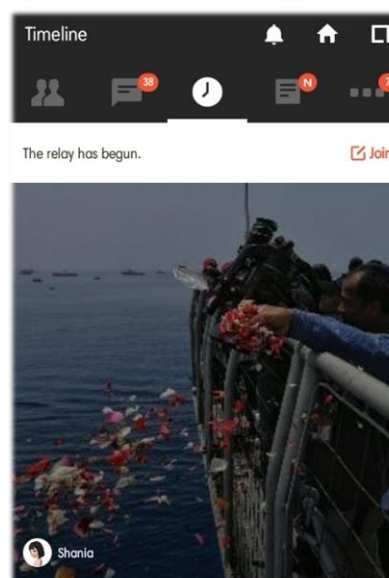 Timeline
38
N
The relay has begun.
Join
Shania